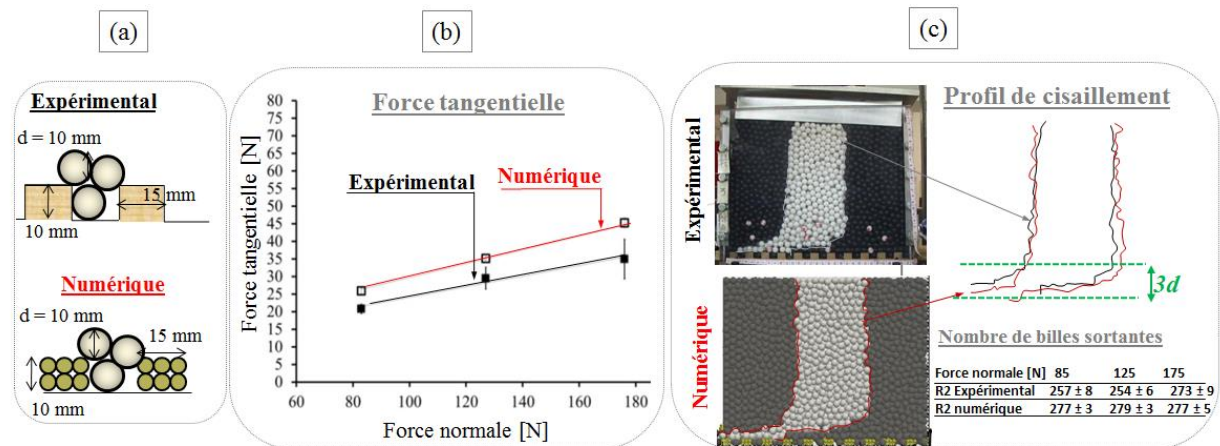 (a)
Expérimental
d = 10 mm
15 mm
10 mm
Numérique
d = 10 mm
15 mm
10 mm
(b)
Force tangentielle
Force tangentielle [N]
80
75
70
65
60
55
50
45
40
35
30
25
20
15
10
5
0
Expérimental
Numérique
60 80 100 120 140 160 180
Force normale [N]
(c)
Expérimental
Numérique
Profil de cisaillement
3d
Nombre de billes sortantes
Force normale [N] 85 125 175
R2 Expérimental 257 ± 8 254 ± 6 273 ± 9
R2 numérique 277 ± 3 279 ± 3 277 ± 5